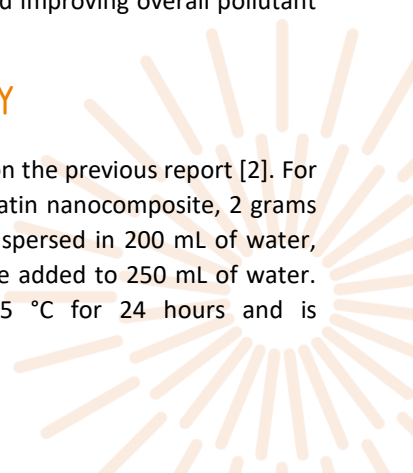 improving overall pollutant
Y
on the previous report [2]. For
atin nanocomposite, 2 grams
spersed in 200 mL of water,
e added to 250 mL of water.
5 °C for 24 hours and is